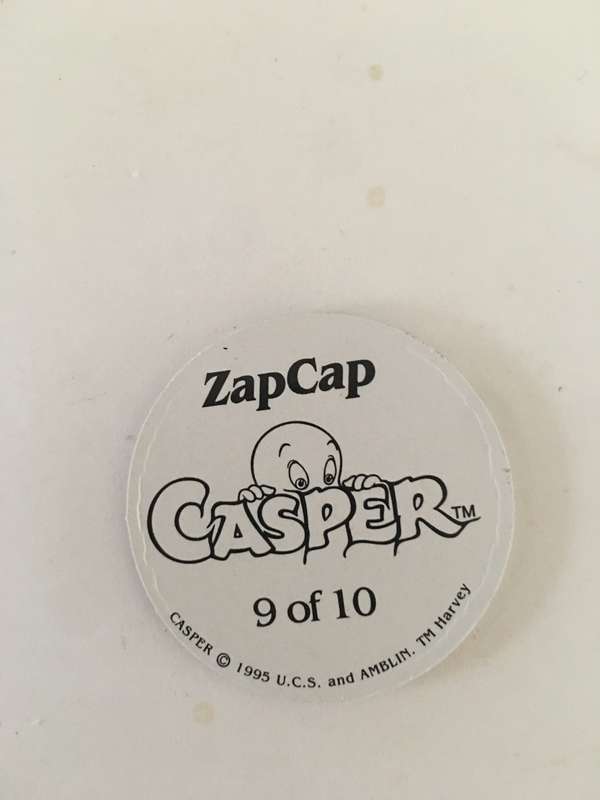 ZapCap
CASPER™
9 of 10
CASPER © 1995 U.C.S. and AMBLIN. TM Harvey